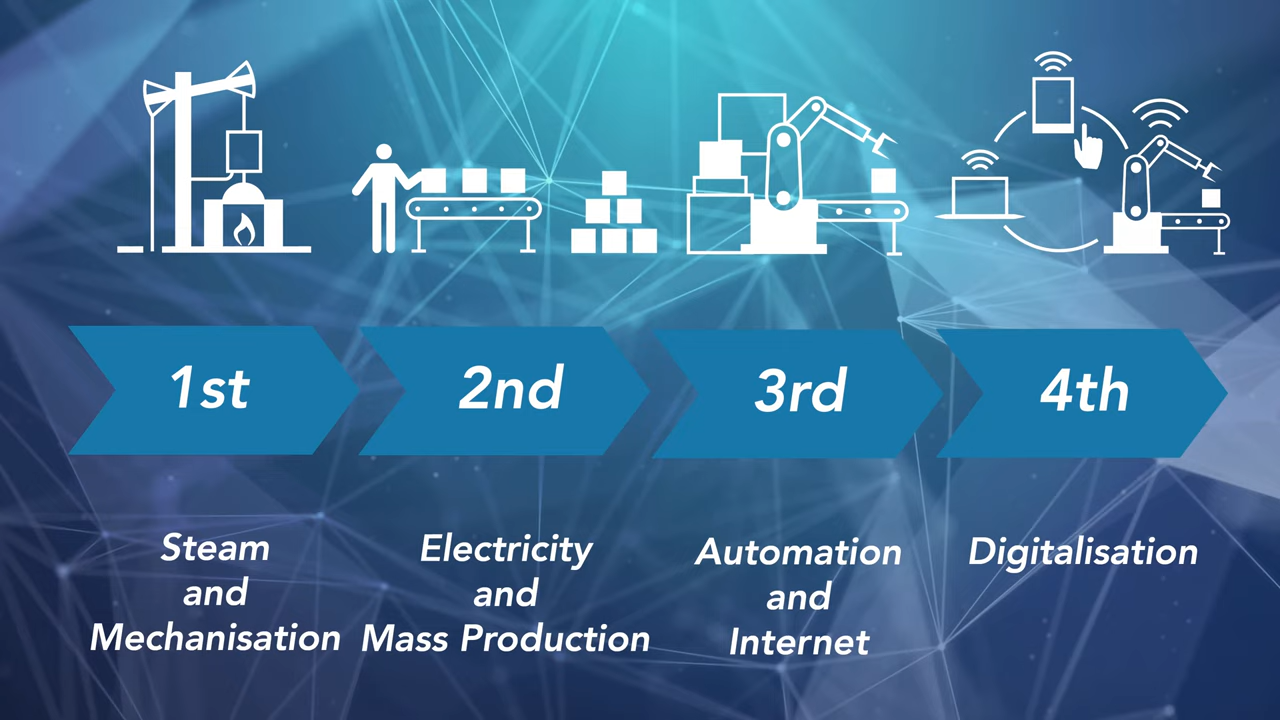 1st
2nd
3rd
4th
Steam
and
Mechanisation
Electricity
and
Mass Production
Automation
and
Internet
Digitalisation